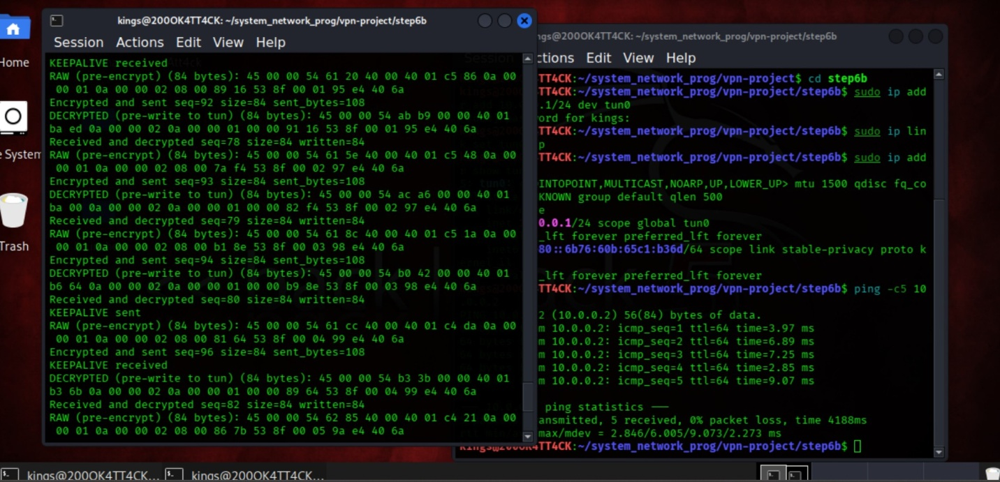 Home
e System
Trash
kings@200OK4TT4CK: ~/system_network_prog/vpn-project/step6b
Session Actions Edit View Help
KEEPALIVE received
RAW (pre-encrypt) (84 bytes): 45 00 00 54 61 20 40 00 40 01 c5 86 0a 00
00 01 0a 00 00 02 08 00 89 16 53 8f 00 01 95 e4 40 6a
Encrypted and sent seq=92 size=84 sent_bytes=108
DECRYPTED (pre-write to tun) (84 bytes): 45 00 00 54 ab b9 00 00 40 01
ba ed 0a 00 00 02 0a 00 00 01 00 00 91 16 53 8f 00 01 95 e4 40 6a
Received and decrypted seq=78 size=84 written=84
RAW (pre-encrypt) (84 bytes): 45 00 00 54 61 5e 40 00 40 01 c5 48 0a 00
00 01 0a 00 00 02 08 00 7a f4 53 8f 00 02 97 e4 40 6a
Encrypted and sent seq=93 size=84 sent_bytes=108
DECRYPTED (pre-write to tun) (84 bytes): 45 00 00 54 ac a6 00 00 40 01
ba 00 0a 00 00 02 0a 00 00 01 00 00 82 f4 53 8f 00 02 97 e4 40 6a
Received and decrypted seq=79 size=84 written=84
RAW (pre-encrypt) (84 bytes): 45 00 00 54 61 8c 40 00 40 01 c5 1a 0a 00
00 01 0a 00 00 02 08 00 b1 8e 53 8f 00 03 98 e4 40 6a
Encrypted and sent seq=94 size=84 sent_bytes=108
DECRYPTED (pre-write to tun) (84 bytes): 45 00 00 54 b0 42 00 00 40 01
b6 64 0a 00 00 02 0a 00 00 01 00 00 b9 8e 53 8f 00 03 98 e4 40 6a
Received and decrypted seq=80 size=84 written=84
KEEPALIVE sent
RAW (pre-encrypt) (84 bytes): 45 00 00 54 61 cc 40 00 40 01 c4 da 0a 00
00 01 0a 00 00 02 08 00 81 64 53 8f 00 04 99 e4 40 6a
Encrypted and sent seq=96 size=84 sent_bytes=108
KEEPALIVE received
DECRYPTED (pre-write to tun) (84 bytes): 45 00 00 54 b3 3b 00 00 40 01
b3 6b 0a 00 00 02 0a 00 00 01 00 00 89 64 53 8f 00 04 99 e4 40 6a
Received and decrypted seq=82 size=84 written=84
RAW (pre-encrypt) (84 bytes): 45 00 00 54 62 85 40 00 40 01 c4 21 0a 00
00 01 0a 00 00 02 08 00 86 7b 53 8f 00 05 9a e4 40 6a
ngs@200OK4TT4CK: ~/system_network_prog/vpn-project/step6b
ctions Edit View Help
TT4CK:~/system_network_prog/vpn-project$ cd step6b
TT4CK:~/system_network_prog/vpn-project/step6b$ sudo ip add
.1/24 dev tun0
ord for kings:
TT4CK:~/system_network_prog/vpn-project/step6b$ sudo ip lin
p
TT4CK:~/system_network_prog/vpn-project/step6b$ sudo ip add
INTOPOINT,MULTICAST,NOARP,UP,LOWER_UP> mtu 1500 qdisc fq_co
KNOWN group default qlen 500
e
0.0.1/24 scope global tun0
_lft forever preferred_lft forever
80::6b76:60b:65c1:b36d/64 scope link stable-privacy proto k
_lft forever preferred_lft forever
TT4CK:~/system_network_prog/vpn-project/step6b$ ping -c5 10
2 (10.0.0.2) 56(84) bytes of data.
m 10.0.0.2: icmp_seq=1 ttl=64 time=3.97 ms
m 10.0.0.2: icmp_seq=2 ttl=64 time=6.89 ms
m 10.0.0.2: icmp_seq=3 ttl=64 time=7.25 ms
m 10.0.0.2: icmp_seq=4 ttl=64 time=2.85 ms
m 10.0.0.2: icmp_seq=5 ttl=64 time=9.07 ms
ping statistics —
ansmitted, 5 received, 0% packet loss, time 4188ms
max/mdev = 2.846/6.005/9.073/2.273 ms
kings@200OK4TT4CK:~/system_network_prog/vpn-project/step6b$
kings@200OK4TT4CK...
kings@200OK4TT4CK...